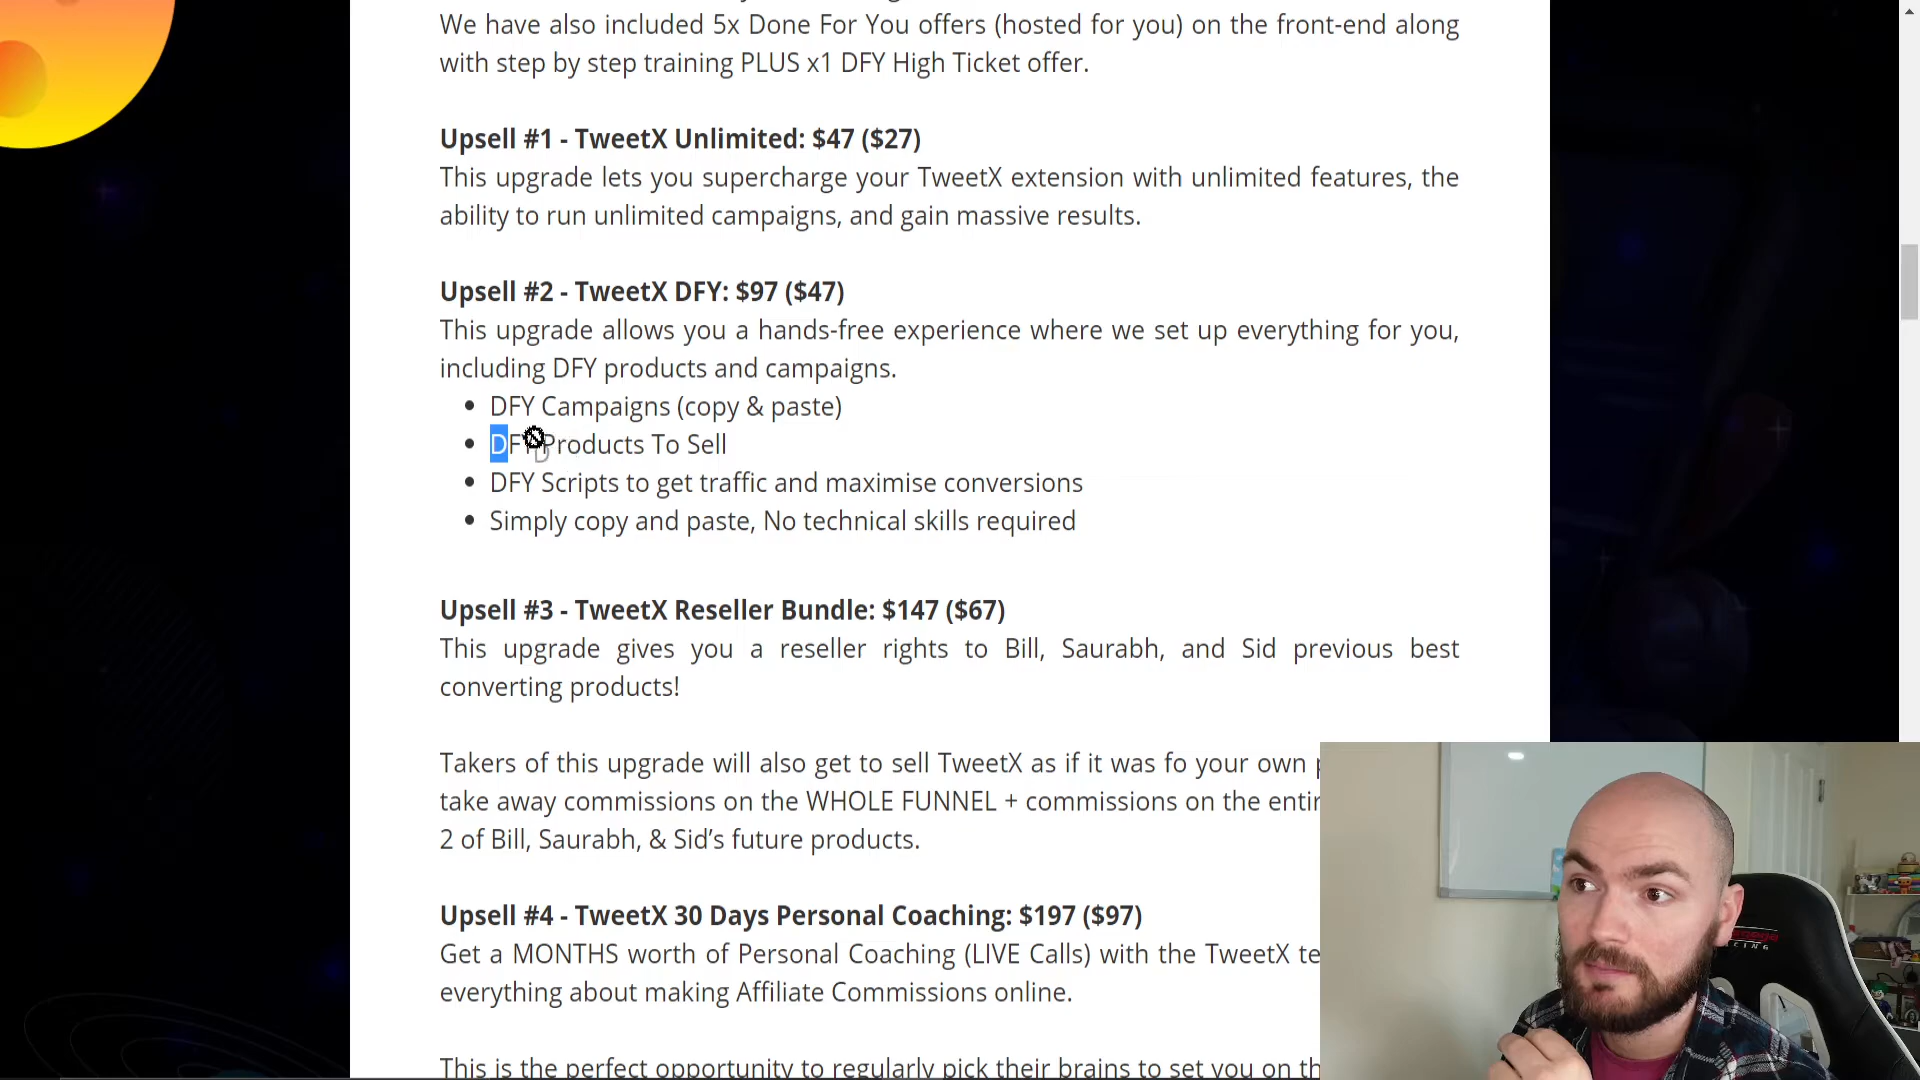 We have also included 5x Done For You offers (hosted for you) on the front-end along
with step by step training PLUS x1 DFY High Ticket offer.
Upsell #1 - TweetX Unlimited: $47 ($27)
This upgrade lets you supercharge your TweetX extension with unlimited features, the
ability to run unlimited campaigns, and gain massive results.
Upsell #2 - TweetX DFY: $97 ($47)
This upgrade allows you a hands-free experience where we set up everything for you,
including DFY products and campaigns.
DFY Campaigns (copy & paste)
DFY Products To Sell
DFY Scripts to get traffic and maximise conversions
Simply copy and paste, No technical skills required
Upsell #3 - TweetX Reseller Bundle: $147 ($67)
This upgrade gives you a reseller rights to Bill, Saurabh, and Sid previous best
converting products!
Takers of this upgrade will also get to sell TweetX as if it was fo your own
take away commissions on the WHOLE FUNNEL + commissions on the
2 of Bill, Saurabh, & Sid's future products.
Upsell #4 - TweetX 30 Days Personal Coaching: $197 ($97)
Get a MONTHS worth of Personal Coaching (LIVE Calls) with the TweetX
everything about making Affiliate Commissions online.
This is the perfect opportunity to regularly pick their brains to set you on